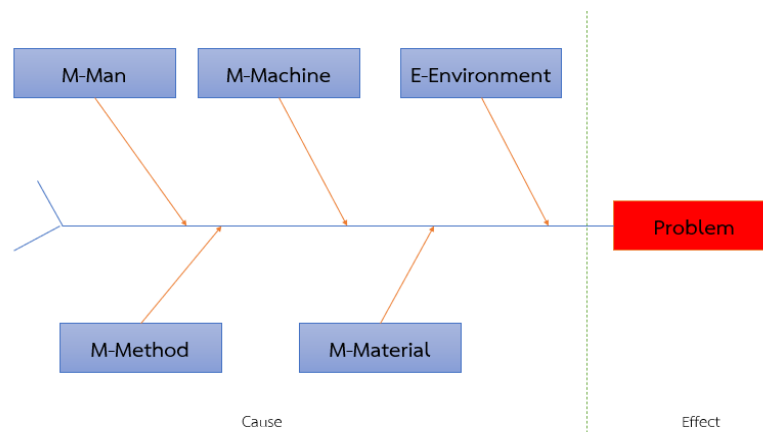 M-Man
M-Machine
E-Environment
Problem
M-Method
M-Material
Cause
Effect